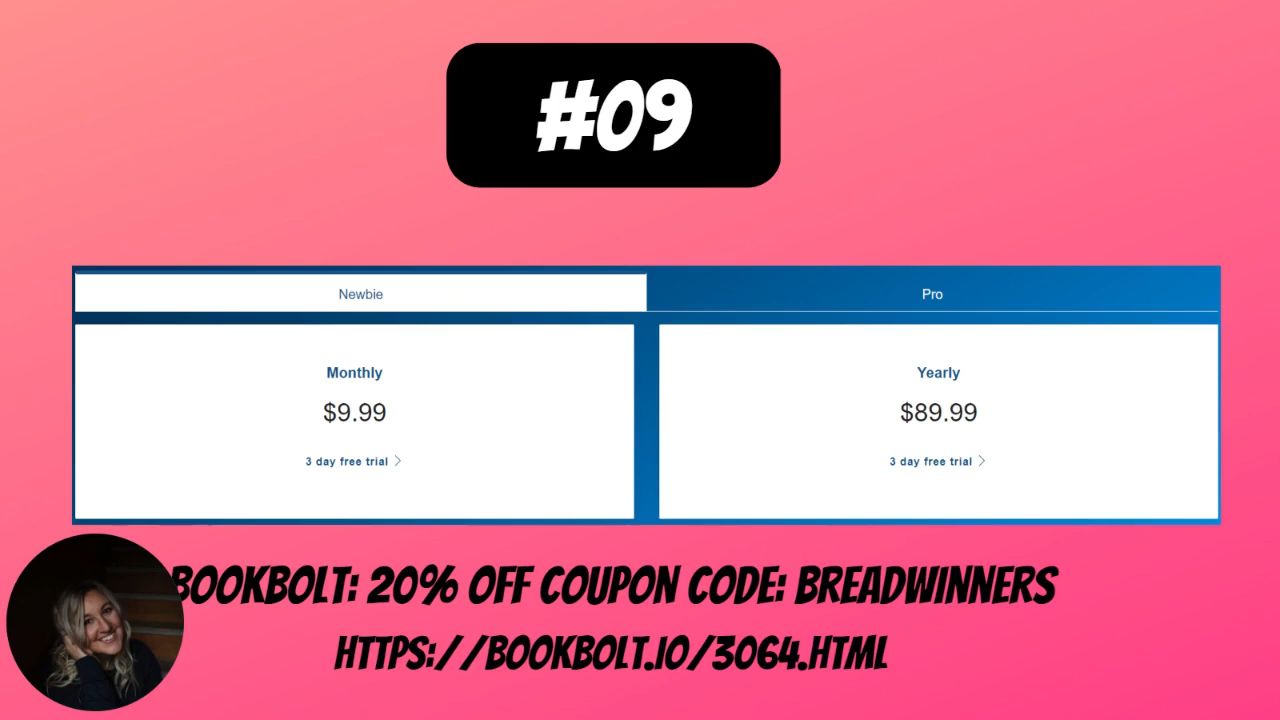 #09
Newbie
Pro
Monthly
$9.99
3 day free trial >
Yearly
$89.99
3 day free trial >
BOOKBOLT: 20% OFF COUPON CODE: BREADWINNERS
HTTPS://BOOKBOLT.IO/3064.HTML